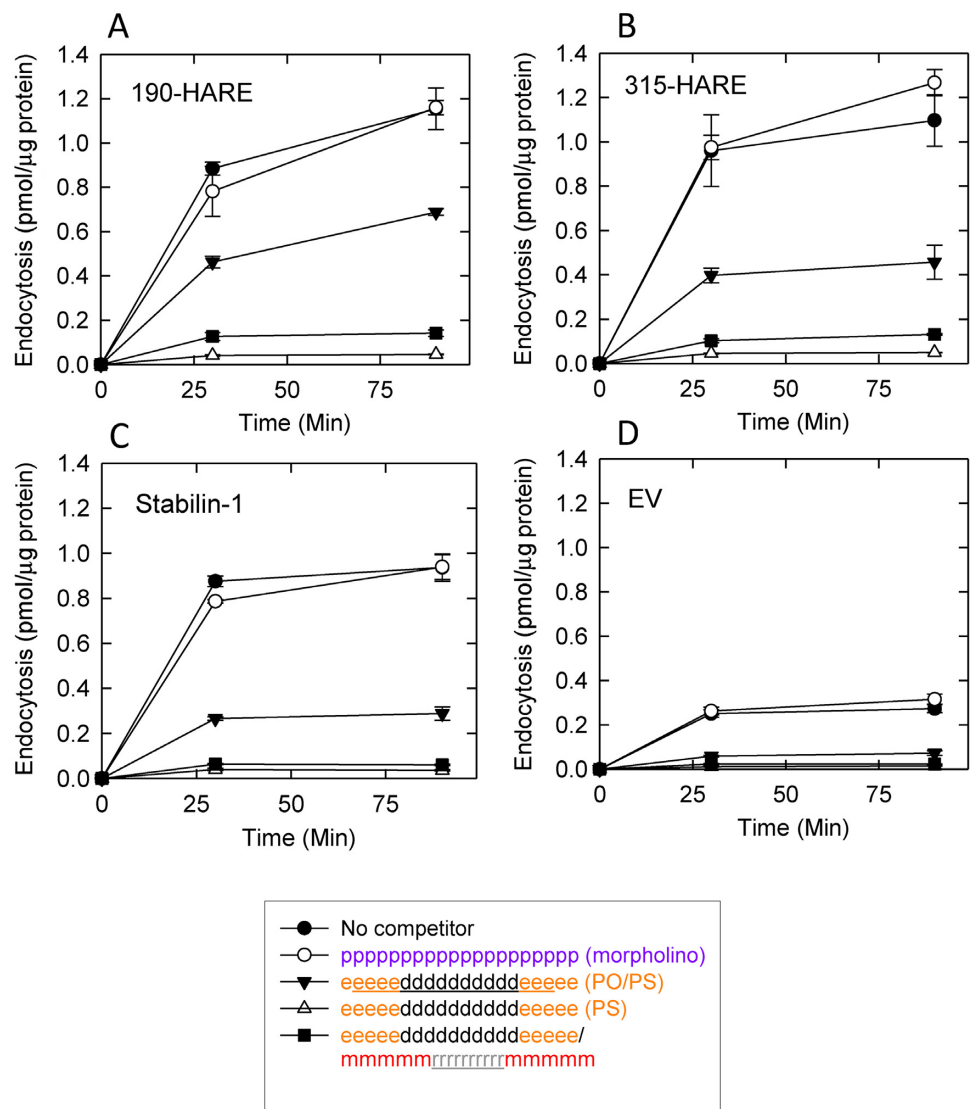 A
1.4
1.2
1.0
0.8
0.6
0.4
0.2
0.0
Endocytosis (pmol/µg protein)
190-HARE
0
25
50
75
Time (Min)
B
1.4
1.2
1.0
0.8
0.6
0.4
0.2
0.0
Endocytosis (pmol/µg protein)
315-HARE
0
25
50
75
Time (Min)
C
1.4
1.2
1.0
0.8
0.6
0.4
0.2
0.0
Endocytosis (pmol/µg protein)
Stabilin-1
0
25
50
75
Time (Min)
D
1.4
1.2
1.0
0.8
0.6
0.4
0.2
0.0
Endocytosis (pmol/µg protein)
EV
0
25
50
75
Time (Min)
No competitor
pppppppppppppppppppp (morpholino)
eeeeeddddddddddeeeee (PO/PS)
eeeeeddddddddddeeeee (PS)
eeeeeddddddddddeeeee/
mmmmmrrrrrrrrrrmmmmm